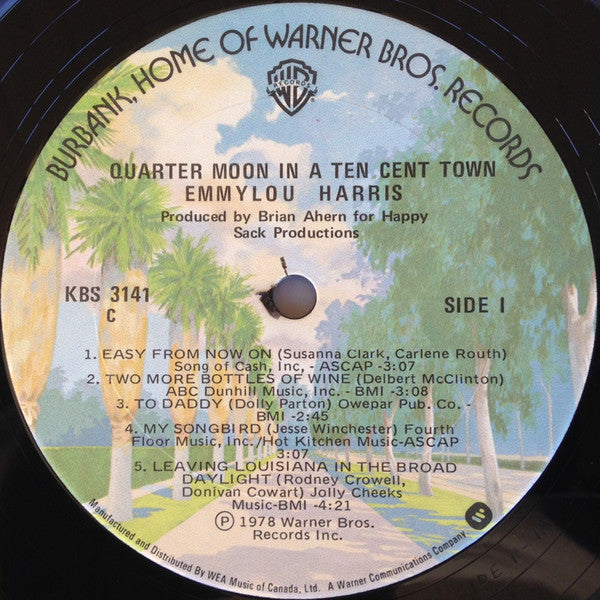 BURBANK, HOME OF WARNER BROS. RECORDS
WB
RECORDS
QUARTER MOON IN A TEN CENT TOWN
EMMYLOU HARRIS
Produced by Brian Ahern for Happy
Sack Productions
KBS 3141
C
SIDE I
1. EASY FROM NOW ON (Susanna Clark, Carlene Routh)
Song of Cash, Inc, - ASCAP -3:07
2. TWO MORE BOTTLES OF WINE (Delbert McClinton)
ABC Dunhill Music, Inc. - BMI -3:08
3. TO DADDY (Dolly Parton) Owepar Pub. Co. -
BMI -2:45
4. MY SONGBIRD (Jesse Winchester) Fourth
Floor Music, Inc./Hot Kitchen Music-ASCAP
3:07
5. LEAVING LOUISIANA IN THE BROAD
DAYLIGHT (Rodney Crowell,
Donivan Cowart) Jolly Cheeks
Music-BMI -4:21
Ⓟ 1978 Warner Bros.
Records Inc.
Manufactured and Distributed By WEA Music of Canada, Ltd. A Warner Communications Company